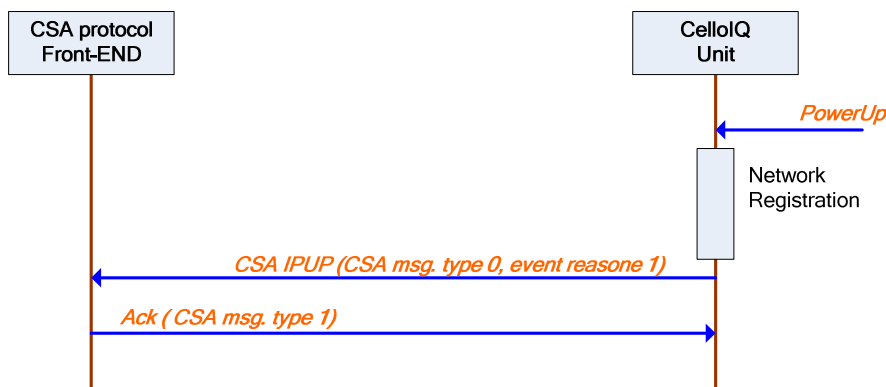 CSA protocol
Front-END
CelloIQ
Unit
PowerUp
Network
Registration
CSA IPUP (CSA msg. type 0, event reasone 1)
Ack ( CSA msg. type 1)